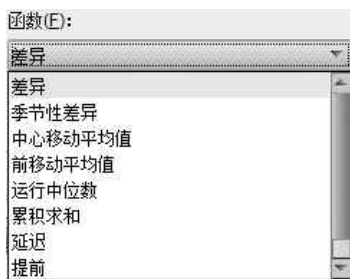 函数(F):
差异
差异
季节性差异
中心移动平均值
前移动平均值
运行中位数
累积求和
延迟
提前